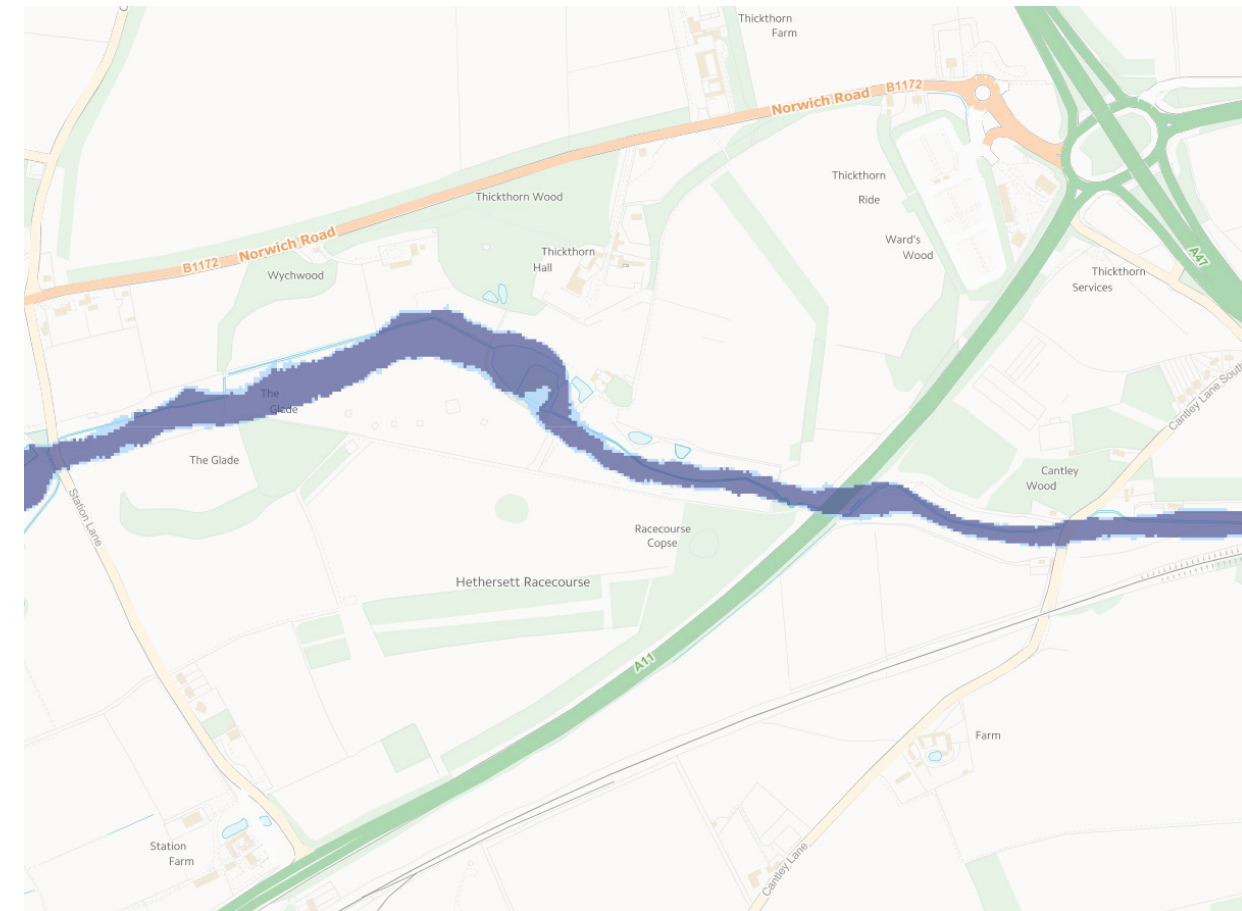 Thickthorn
Farm
Norwich Road B1172
Thickthorn
Ride
Thickthorn Wood
Ward's
Wood
B1172 Norwich Road
Thickthorn
Hall
A47
Wychwood
Thickthorn
Services
The
Glade
Cantley Lane South
The Glade
Cantley
Wood
Station Lane
Racecourse
Copse
Hethersett Racecourse
A11
Farm
Station
Farm
Cantley Lane